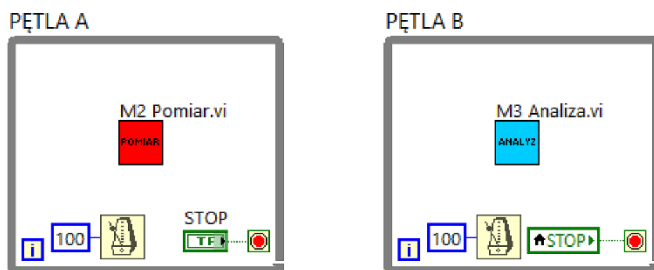 PĘTLA A
M2 Pomiar.vi
POMIAR
STOP
100
TF
i
PĘTLA B
M3 Analiza.vi
ANALYZ
100
STOP
i